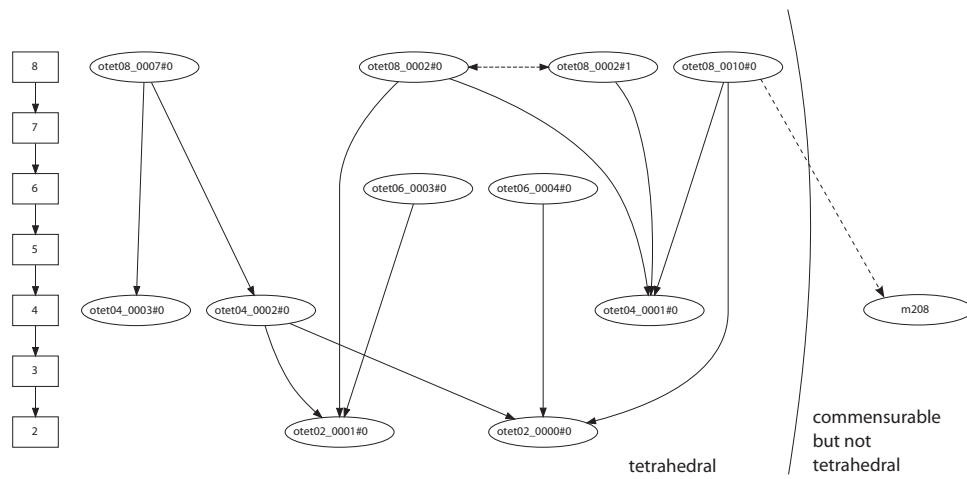 8
otet08_0007#0
otet08_0002#0
otet08_0002#1
otet08_0010#0
7
6
otet06_0003#0
otet06_0004#0
5
4
otet04_0003#0
otet04_0002#0
otet04_0001#0
m208
3
2
otet02_0001#0
otet02_0000#0
commensurable
but not
tetrahedral
tetrahedral